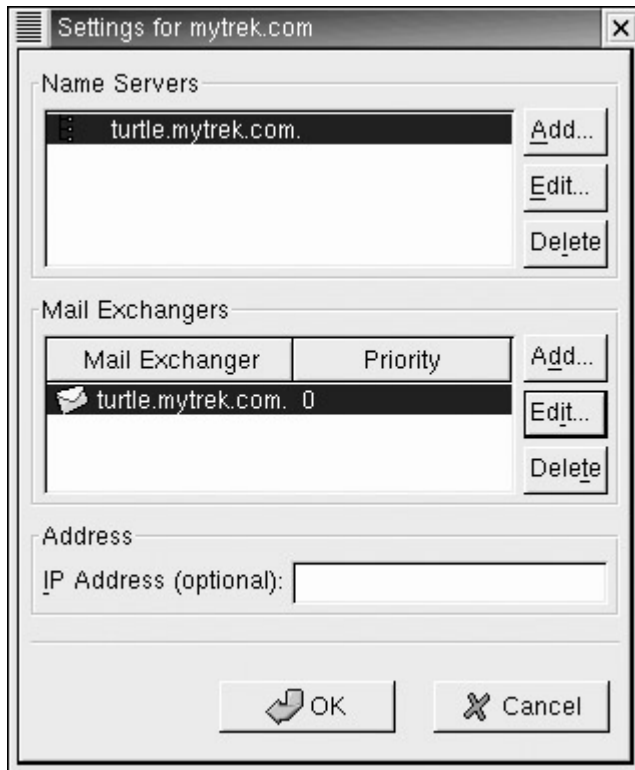 Settings for mytrek.com
Name Servers
turtle.mytrek.com.
Add...
Edit...
Delete
Mail Exchangers
Mail Exchanger Priority
turtle.mytrek.com. 0
Add...
Edit...
Delete
Address
IP Address (optional):
OK Cancel